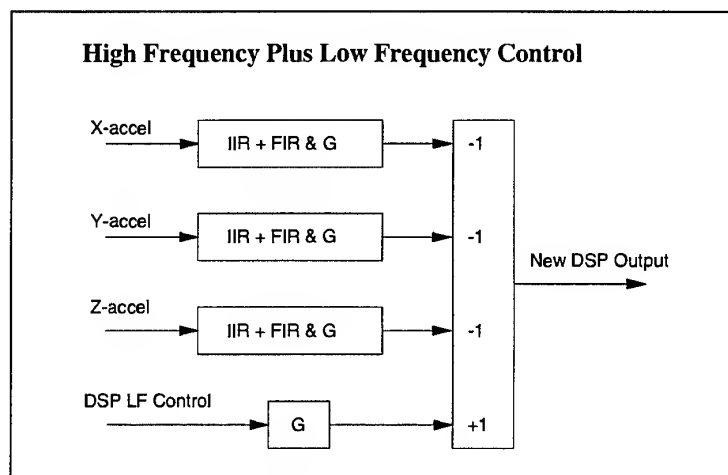 High Frequency Plus Low Frequency Control
X-accel
IIR + FIR & G
-1
Y-accel
IIR + FIR & G
-1
New DSP Output
Z-accel
IIR + FIR & G
-1
DSP LF Control
G
+1